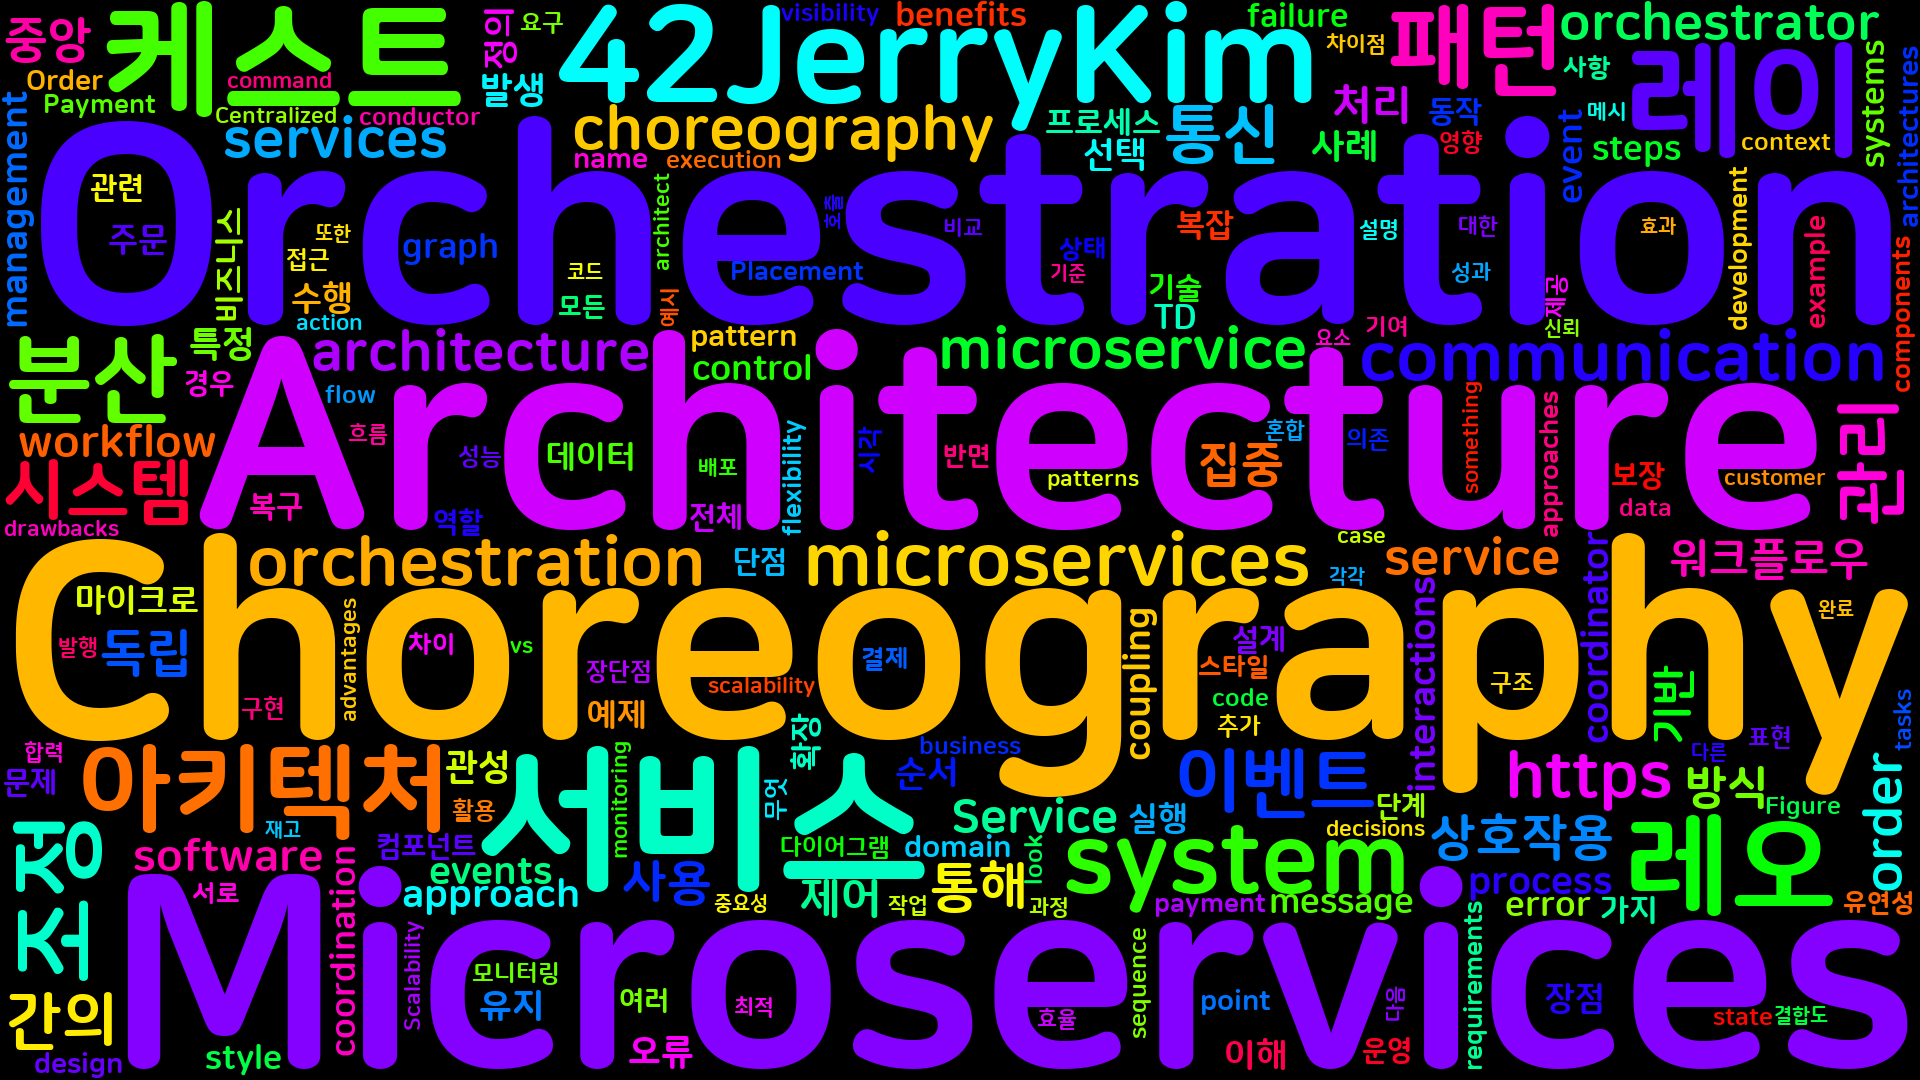 중앙
케스트
정의
요구
발생
42JerryKim
visibility
benefits
failure
차이점
패턴
orchestrator
사항
레이
systems
architectures
Order
command
Payment
Centralized
conductor
management
services
choreography
프로세스
통신
선택
처리
사례
동작
영향
메시
event
steps
context
name
execution
Orchestration
관련
주문
비즈니스
또한
접근
수행
action
graph
코드
모든
예시
architect
호출
Placement
비교
상태
기준
복잡
기술
TD
설명
대한
성과
제공
신뢰
development
효과
example
components
분산
특정
경우
architecture
pattern
control
microservice
요소
기여
communication
workflow
flow
흐름
Architecture
시스템
drawbacks
복구
역할
성능
데이터
배포
전체
flexibility
시각
반면
patterns
집중
혼합
의존
something
approaches
보장
data
customer
관리
orchestration
단점
microservices
case
각각
service
coordinator
워크플로우
Choreography
마이크로
발행
독립
구현
advantages
차이
vs
장단점
예제
scalability
결제
coupling
설계
스타일
code
추가
interactions
구조
기반
완료
tasks
합력
문제
아키텍처
관성
활용
재고
서비스
monitoring
무엇
확장
business
순서
이벤트
단계
decisions
https
방식
다른
표현
Figure
order
조정
software
서로
coordination
컴포넌트
events
approach
사용
다이어그램
제어
중요성
작업
Service
domain
통해
look
과정
실행
system
payment
message
상호작용
process
error
가지
레오
유연성
저
간의
design
style
Microservices
Scalability
모니터링
유지
여러
오류
최적
효율
sequence
point
이해
다음
운영
requirements
장점
state
결합도